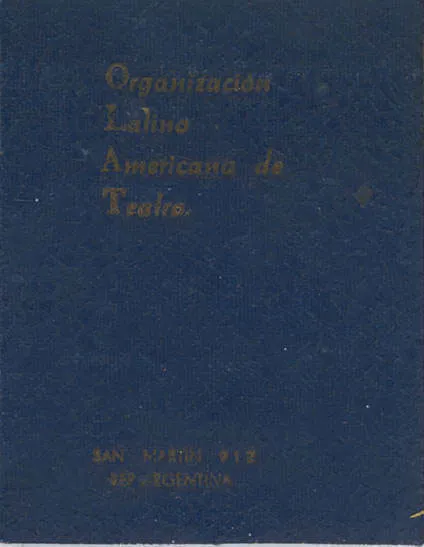 Organización
Latino
Americana de
Teatro.
SAN MARTIN 912
REP. ARGENTINA